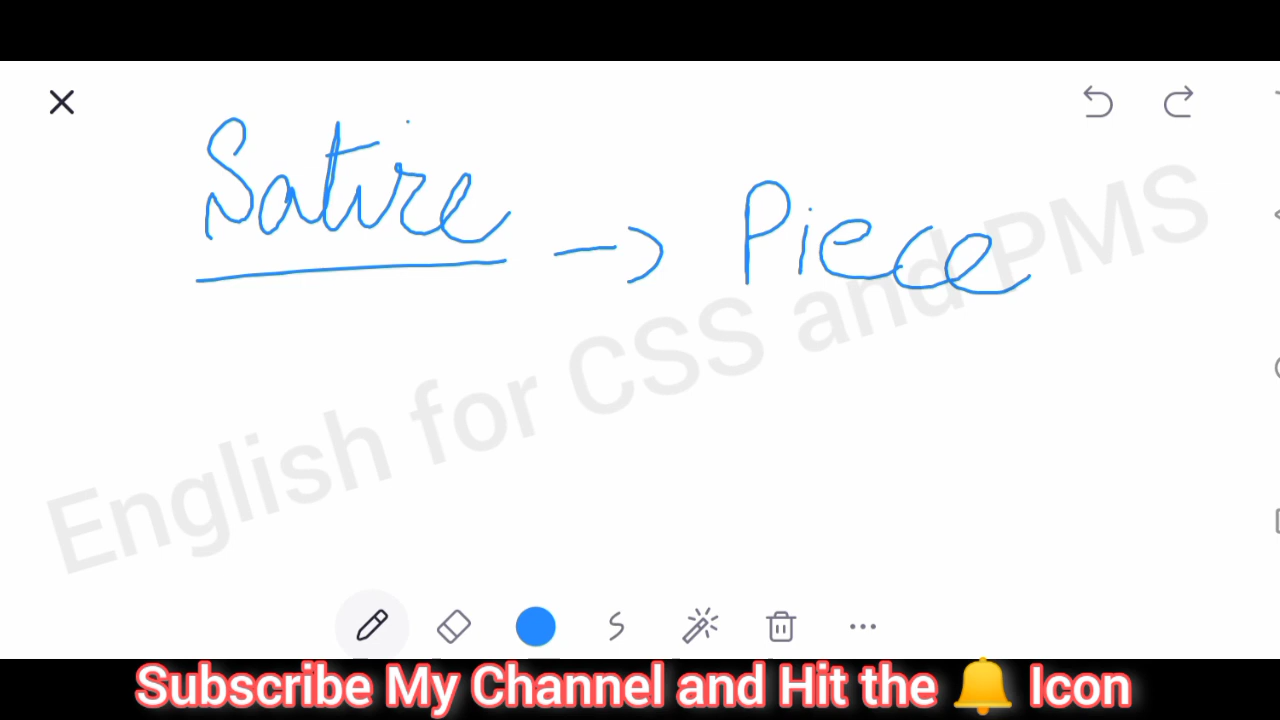 Satire → Piece
English for CSS and PMS
Subscribe My Channel and Hit the 🔔 Icon